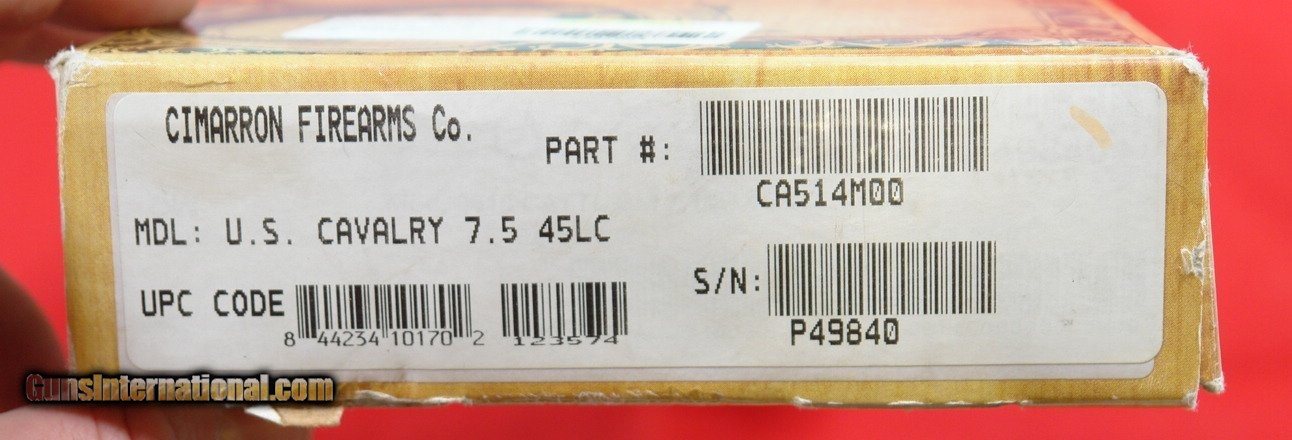 CIMARRON FIREARMS Co.
PART #:
CA514M00
MDL: U.S. CAVALRY 7.5 45LC
S/N:
P49840
UPC CODE
8 44234 10170 2
123574
GunsInternational.com